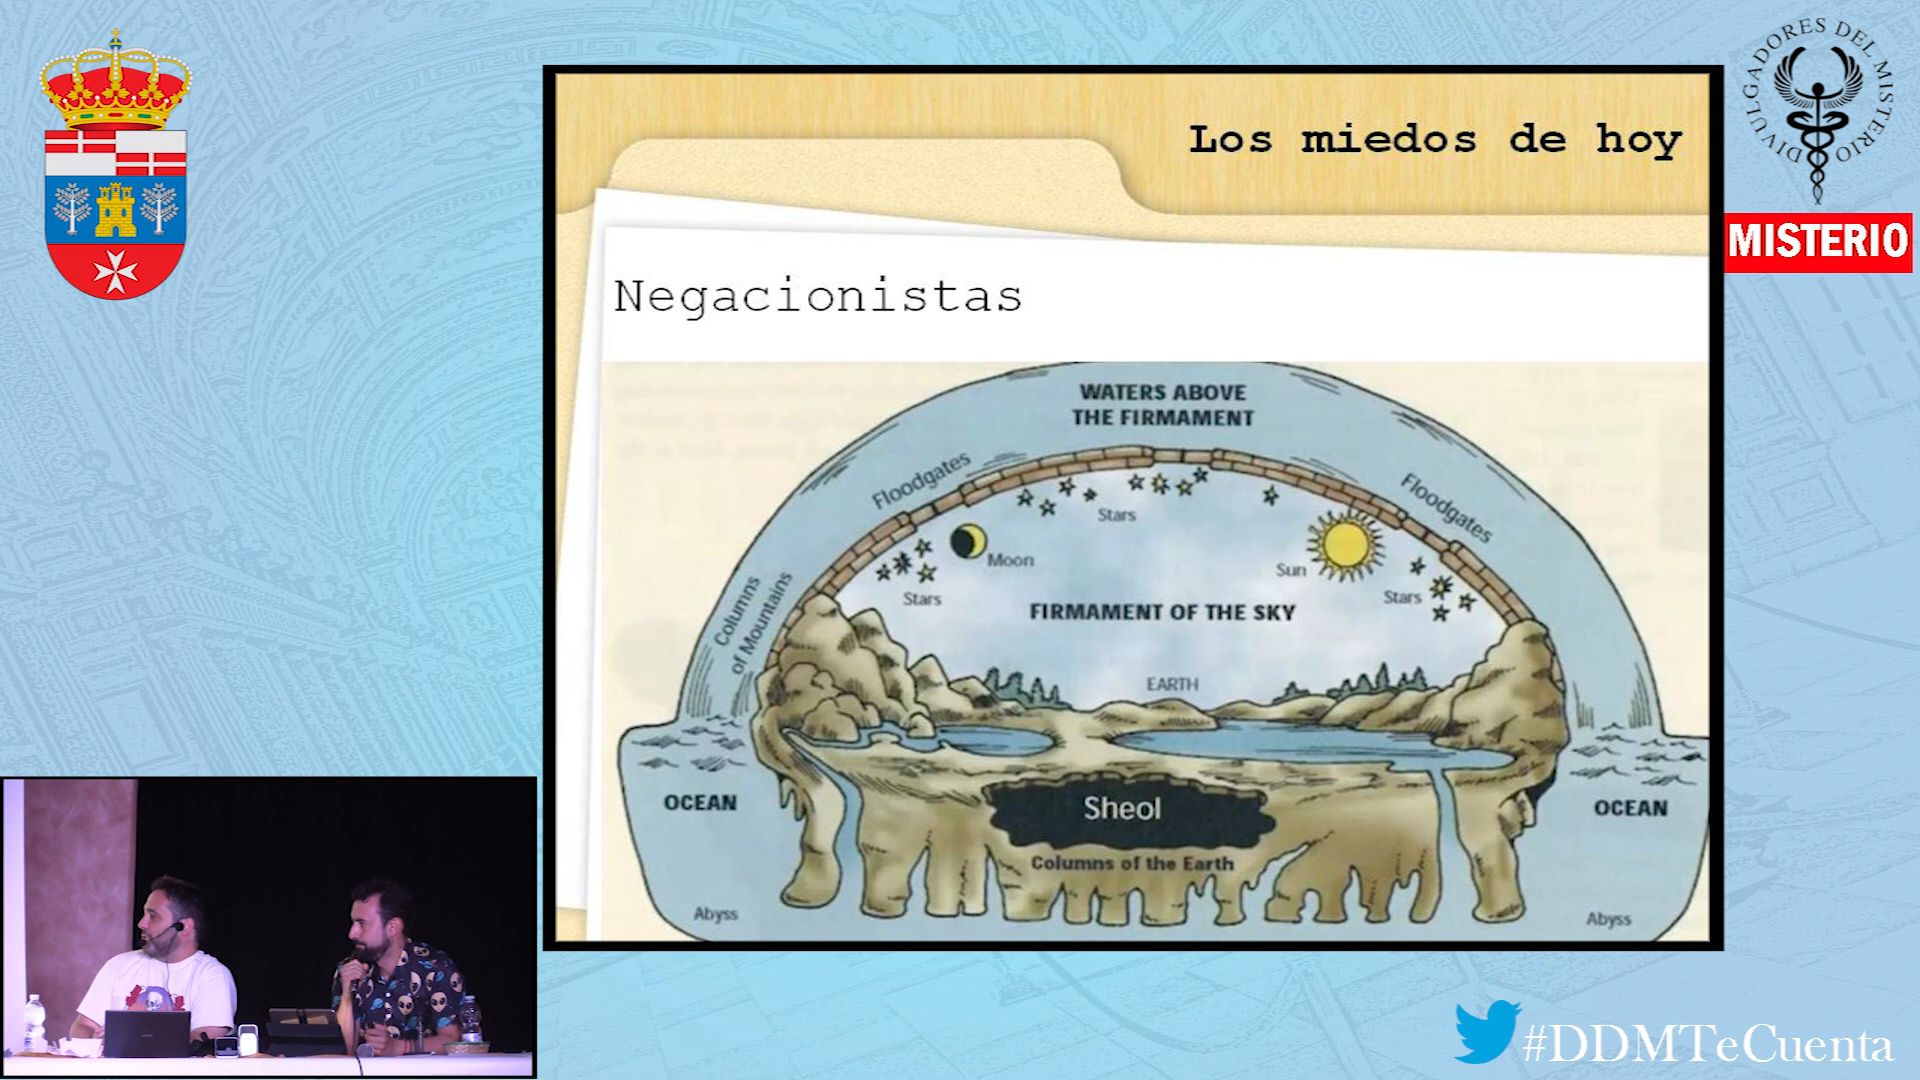 DIVULGADORES DEL MISTERIO
MISTERIO
Los miedos de hoy
Negacionistas
WATERS ABOVE
THE FIRMAMENT
Floodgates
Floodgates
Stars
Moon
Sun
Stars
Stars
Columns
of Mountains
FIRMAMENT OF THE SKY
EARTH
OCEAN
Sheol
OCEAN
Columns of the Earth
Abyss
Abyss
#DDMTeCuenta